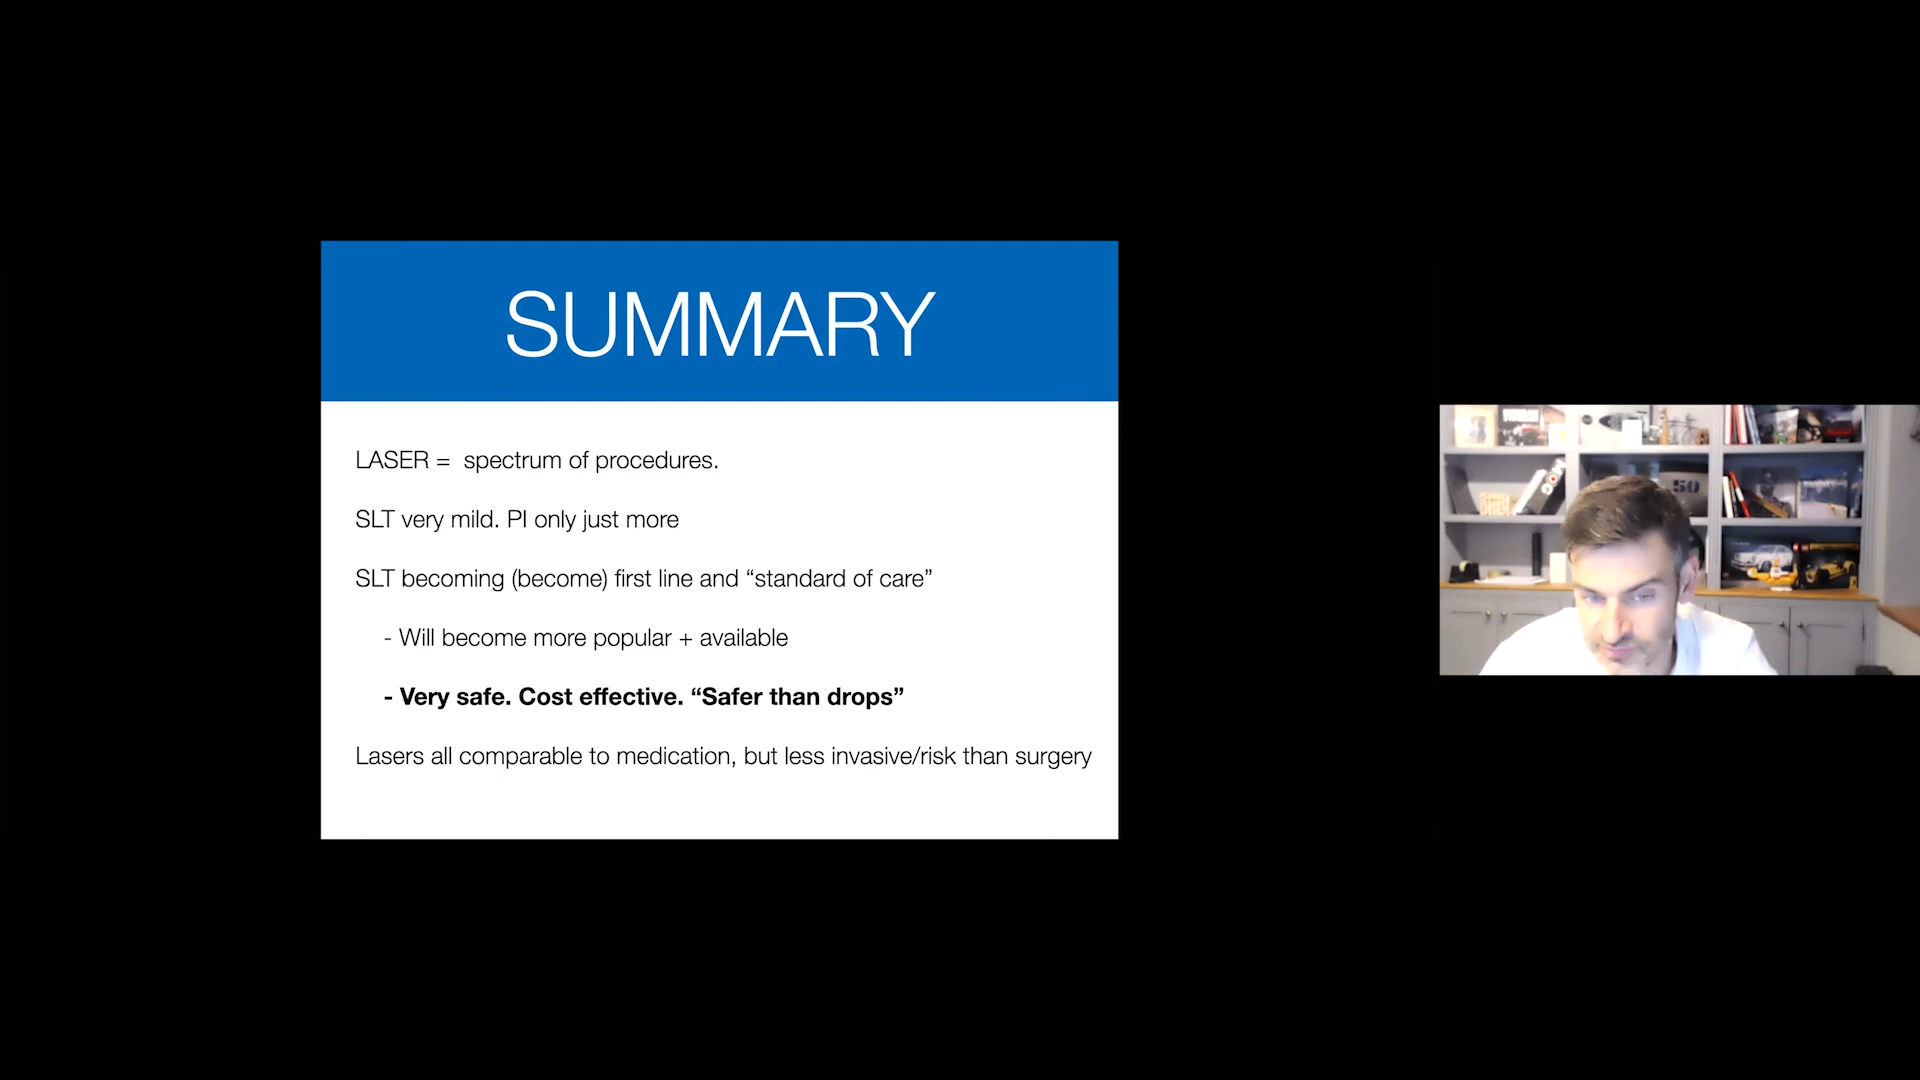 SUMMARY
LASER = spectrum of procedures.
SLT very mild. PI only just more
SLT becoming (become) first line and “standard of care”
- Will become more popular + available
- Very safe. Cost effective. “Safer than drops”
Lasers all comparable to medication, but less invasive/risk than surgery
50